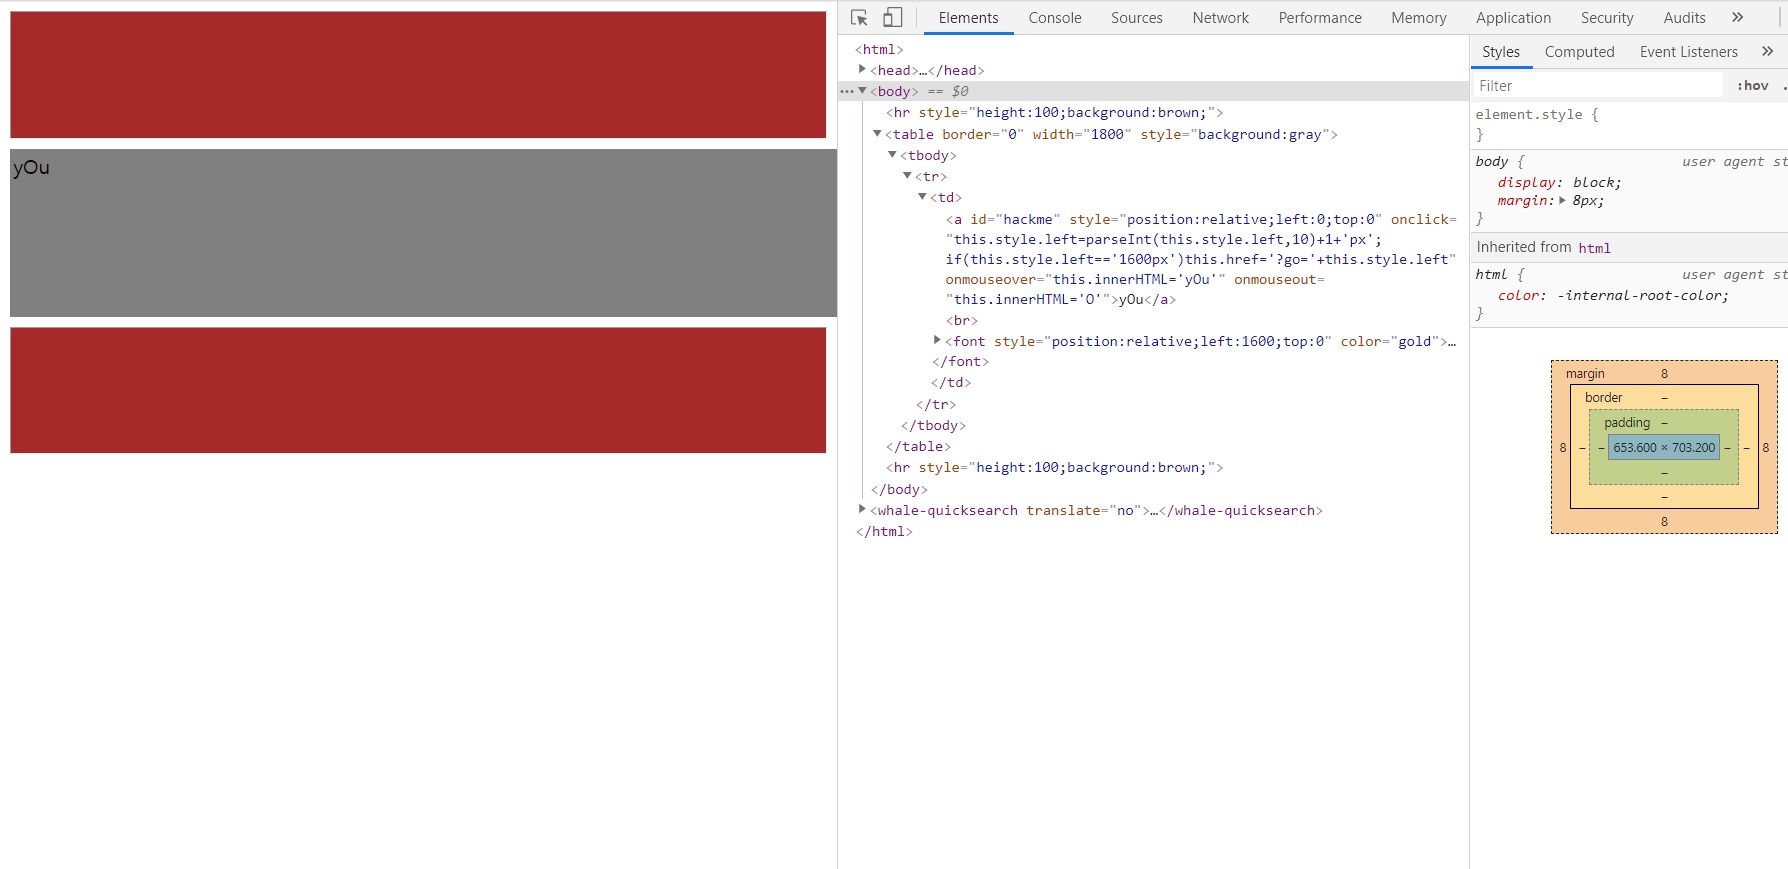 yOu
Elements Console Sources Network Performance Memory Application Security Audits »
<html>
<head>…</head>
<body> == $0
<hr style="height:100;background:brown;">
<table border="0" width="1800" style="background:gray">
<tbody>
<tr>
<td>
<a id="hackme" style="position:relative;left:0;top:0" onclick=
"this.style.left=parseInt(this.style.left,10)+1+'px';
if(this.style.left=='1600px')this.href='?go='+this.style.left"
onmouseover="this.innerHTML='yOu'" onmouseout=
"this.innerHTML='O'">yOu</a>
<br>
<font style="position:relative;left:1600;top:0" color="gold">…
</font>
</td>
</tr>
</tbody>
</table>
<hr style="height:100;background:brown;">
</body>
<whale-quicksearch translate="no">…</whale-quicksearch>
</html>
Styles Computed Event Listeners »
Filter :hov .
element.style {
}
body { user agent st
display: block;
margin: 8px;
}
Inherited from html
html { user agent st
color: -internal-root-color;
}
margin 8
border –
padding –
8 – – 653.600 × 703.200 – – 8
–
–
8